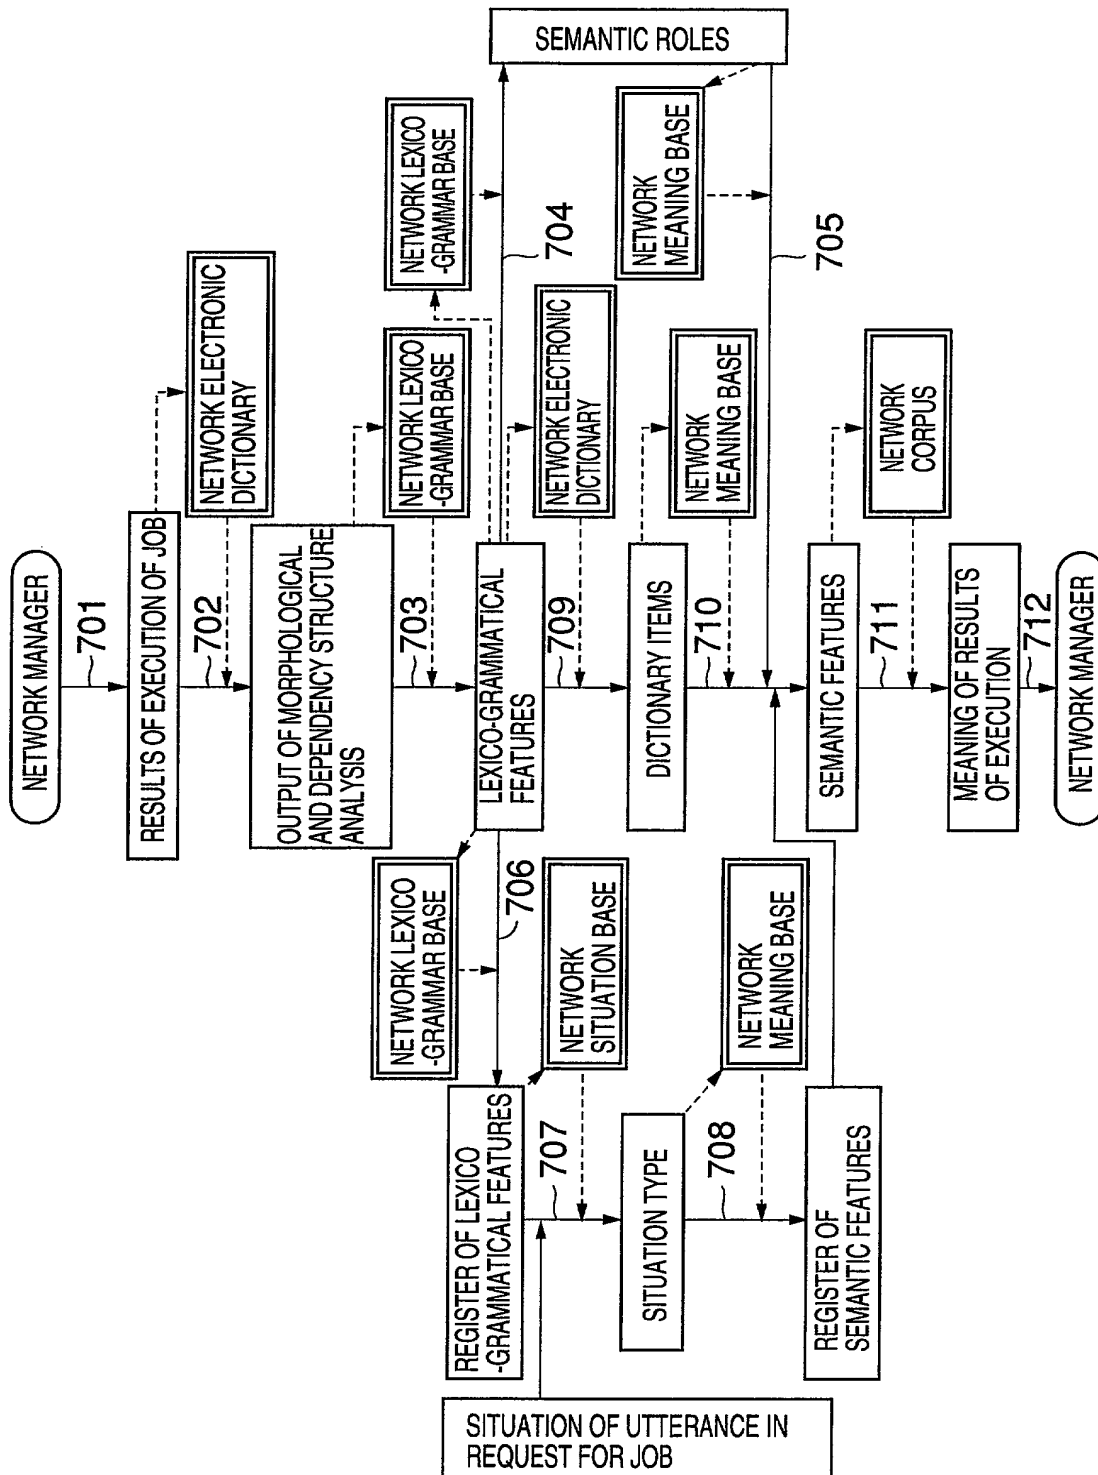 NETWORK MANAGER
701
RESULTS OF EXECUTION OF JOB
NETWORK ELECTRONIC
DICTIONARY
702
OUTPUT OF MORPHOLOGICAL
AND DEPENDENCY STRUCTURE
ANALYSIS
NETWORK LEXICO
-GRAMMAR BASE
703
NETWORK LEXICO
-GRAMMAR BASE
704
SEMANTIC ROLES
NETWORK
MEANING BASE
705
LEXICO-GRAMMATICAL
FEATURES
NETWORK LEXICO
-GRAMMAR BASE
706
NETWORK ELECTRONIC
DICTIONARY
709
DICTIONARY ITEMS
NETWORK
MEANING BASE
710
REGISTER OF LEXICO
-GRAMMATICAL FEATURES
NETWORK
SITUATION BASE
707
SITUATION TYPE
NETWORK
MEANING BASE
708
REGISTER OF
SEMANTIC FEATURES
SITUATION OF UTTERANCE IN
REQUEST FOR JOB
SEMANTIC FEATURES
NETWORK
CORPUS
711
MEANING OF RESULTS
OF EXECUTION
712
NETWORK MANAGER